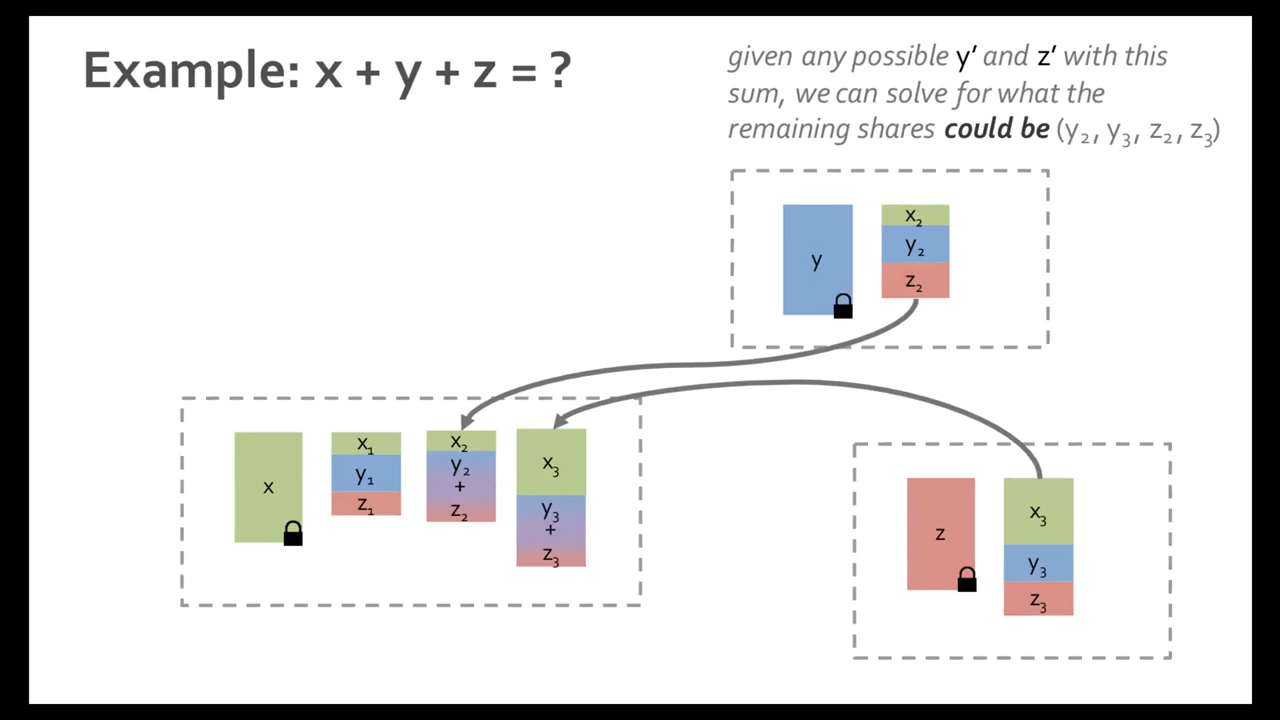 Example: x + y + z = ?
given any possible y′ and z′ with this
sum, we can solve for what the
remaining shares could be (y₂, y₃, z₂, z₃)
y
x₂
y₂
z₂
x
x₁
y₁
z₁
x₂
y₂
+
z₂
x₃
y₃
+
z₃
z
x₃
y₃
z₃